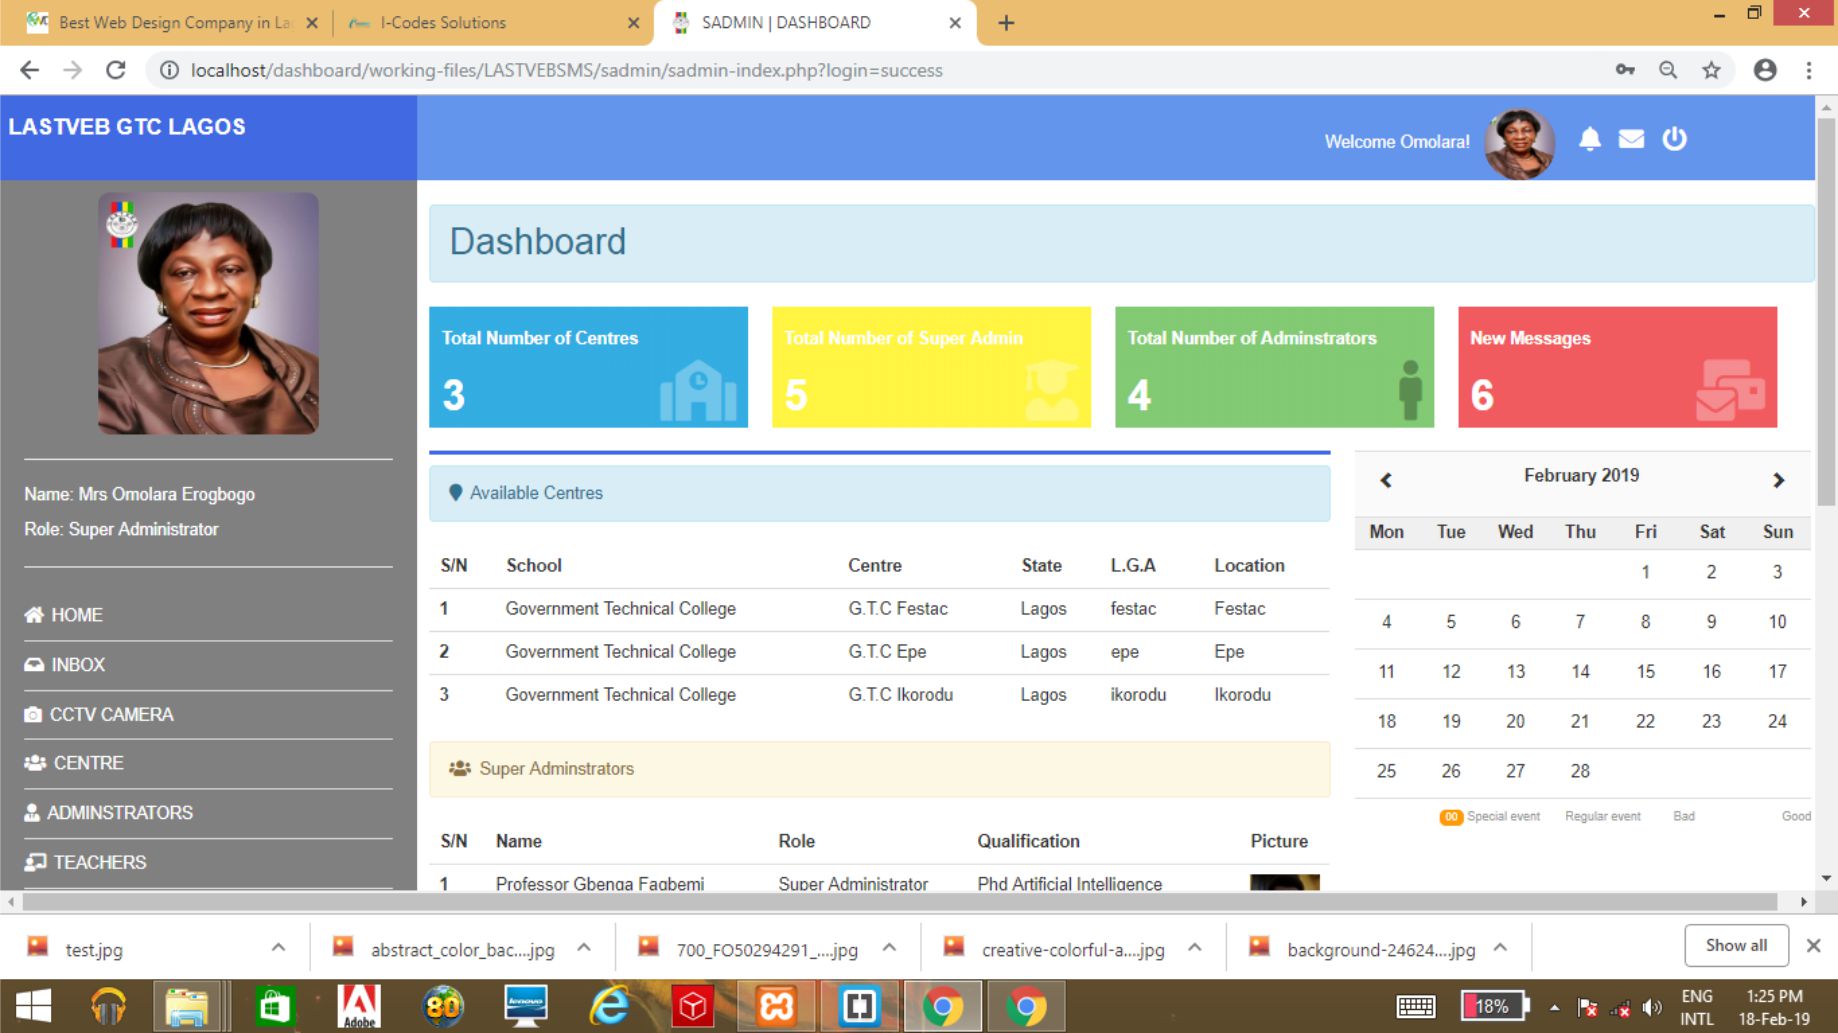 Best Web Design Company in La
I-Codes Solutions
SADMIN | DASHBOARD
localhost/dashboard/working-files/LASTVEBSMS/sadmin/sadmin-index.php?login=success
LASTVEB GTC LAGOS
Welcome Omolara!
Name: Mrs Omolara Erogbogo
Role: Super Administrator
HOME
INBOX
CCTV CAMERA
CENTRE
ADMINSTRATORS
TEACHERS
Dashboard
Total Number of Centres
3
Total Number of Super Admin
5
Total Number of Adminstrators
4
New Messages
6
Available Centres
S/N School Centre State L.G.A Location
1 Government Technical College G.T.C Festac Lagos festac Festac
2 Government Technical College G.T.C Epe Lagos epe Epe
3 Government Technical College G.T.C Ikorodu Lagos ikorodu Ikorodu
Super Adminstrators
S/N Name Role Qualification Picture
1 Professor Gbenga Fagbemi Super Administrator Phd Artificial Intelligence
February 2019
Mon Tue Wed Thu Fri Sat Sun
1 2 3
4 5 6 7 8 9 10
11 12 13 14 15 16 17
18 19 20 21 22 23 24
25 26 27 28
00 Special event Regular event Bad Good
test.jpg
abstract_color_bac....jpg
700_FO50294291_....jpg
creative-colorful-a....jpg
background-24624....jpg
Show all
Adobe
80
lenovo
18%
ENG
INTL
1:25 PM
18-Feb-19